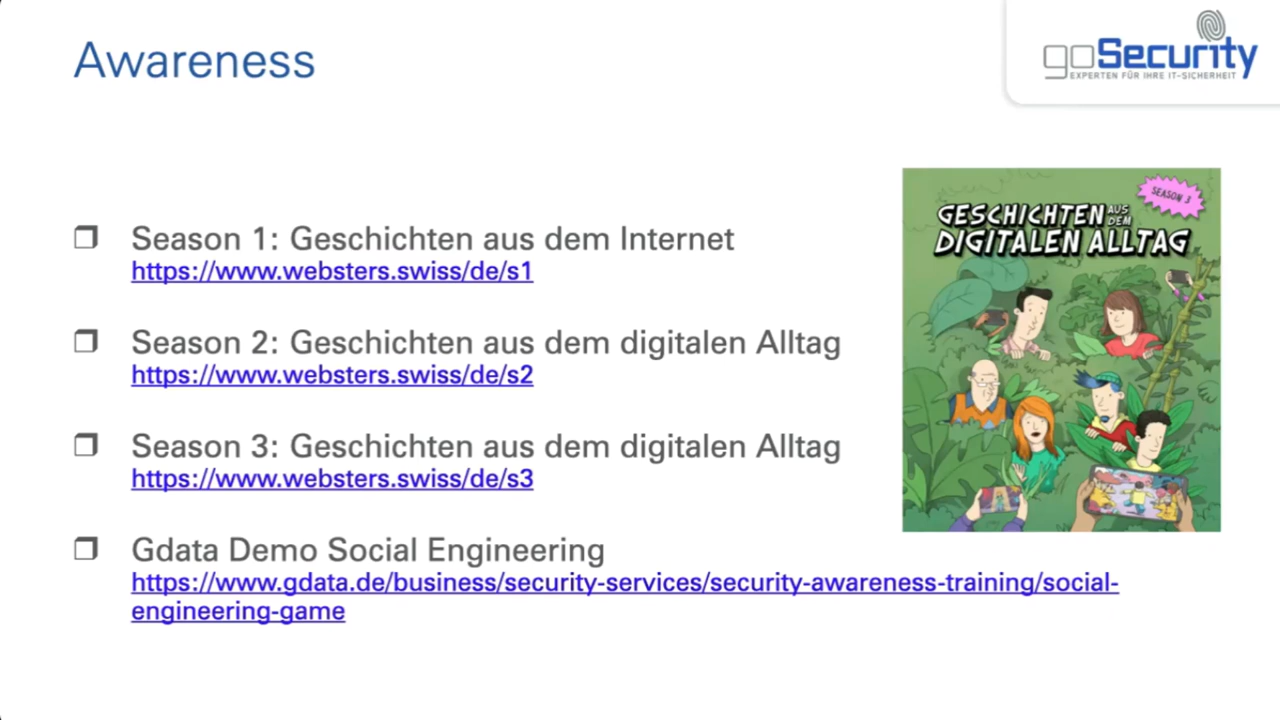 Awareness
goSecurity
EXPERTEN FÜR IHRE IT-SICHERHEIT
SEASON 3
GESCHICHTEN AUS DEM
DIGITALEN ALLTAG
❐ Season 1: Geschichten aus dem Internet
https://www.websters.swiss/de/s1
❐ Season 2: Geschichten aus dem digitalen Alltag
https://www.websters.swiss/de/s2
❐ Season 3: Geschichten aus dem digitalen Alltag
https://www.websters.swiss/de/s3
❐ Gdata Demo Social Engineering
https://www.gdata.de/business/security-services/security-awareness-training/social-
engineering-game